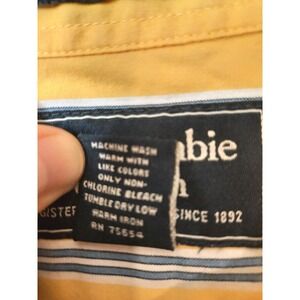 MACHINE WASH
WARM WITH
LIKE COLORS
ONLY NON-
CHLORINE BLEACH
TUMBLE DRY LOW
WARM IRON
RN 75654
bie
h
GISTER
SINCE 1892